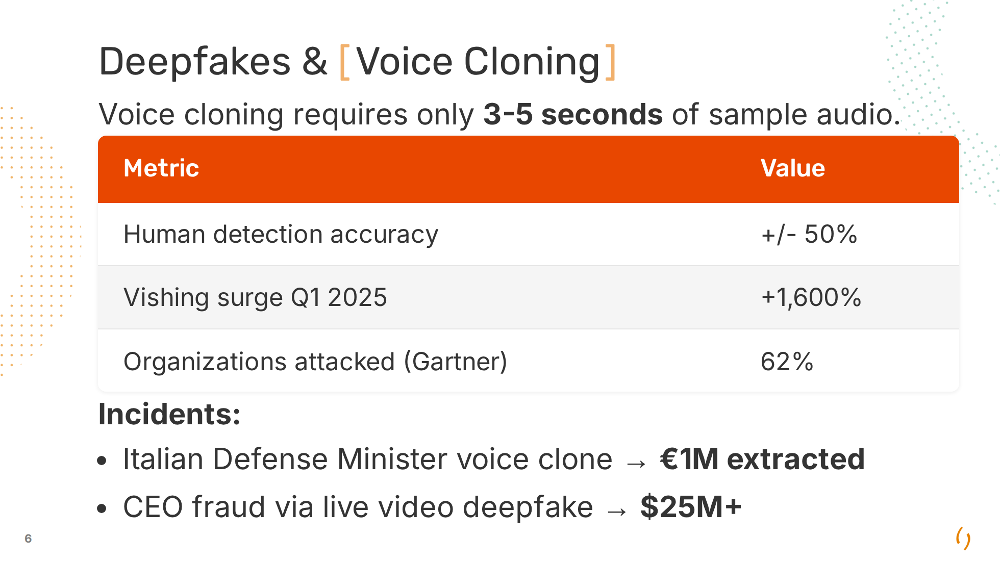 Deepfakes & [Voice Cloning]
Voice cloning requires only 3-5 seconds of sample audio.
Metric Value
Human detection accuracy +/- 50%
Vishing surge Q1 2025 +1,600%
Organizations attacked (Gartner) 62%
Incidents:
• Italian Defense Minister voice clone → €1M extracted
• CEO fraud via live video deepfake → $25M+
6